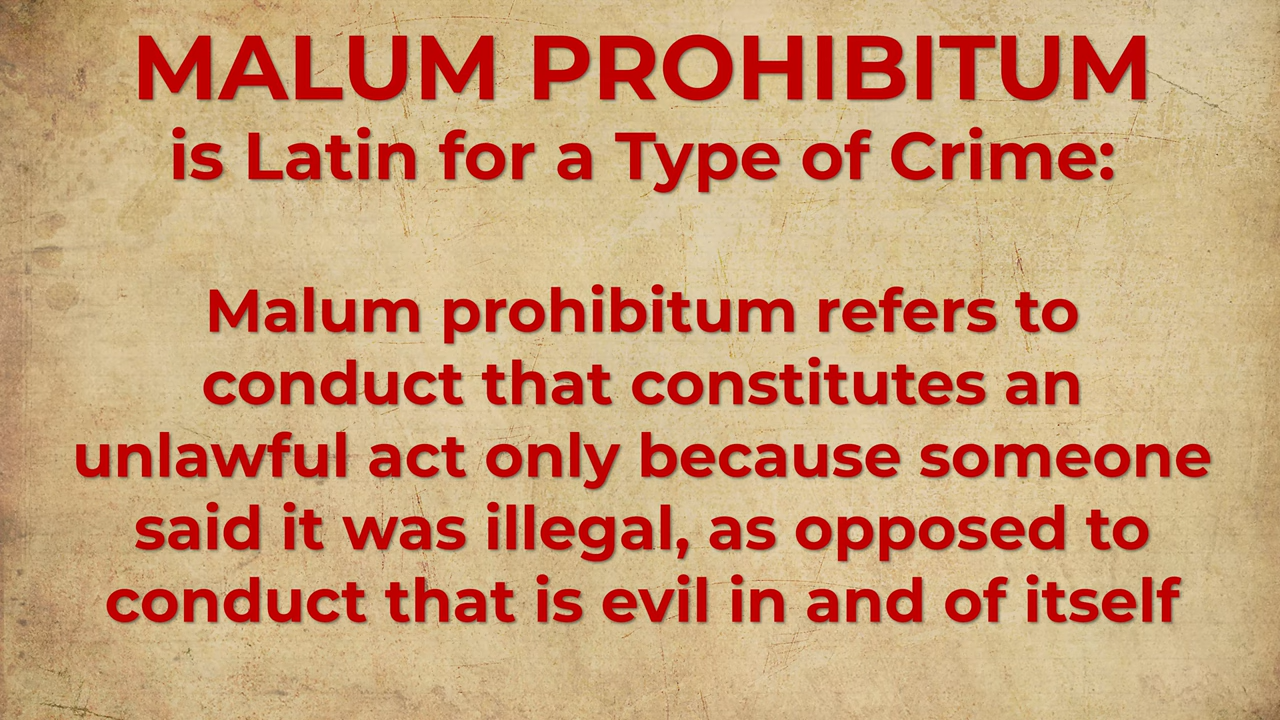 MALUM PROHIBITUM
is Latin for a Type of Crime:
Malum prohibitum refers to
conduct that constitutes an
unlawful act only because someone
said it was illegal, as opposed to
conduct that is evil in and of itself